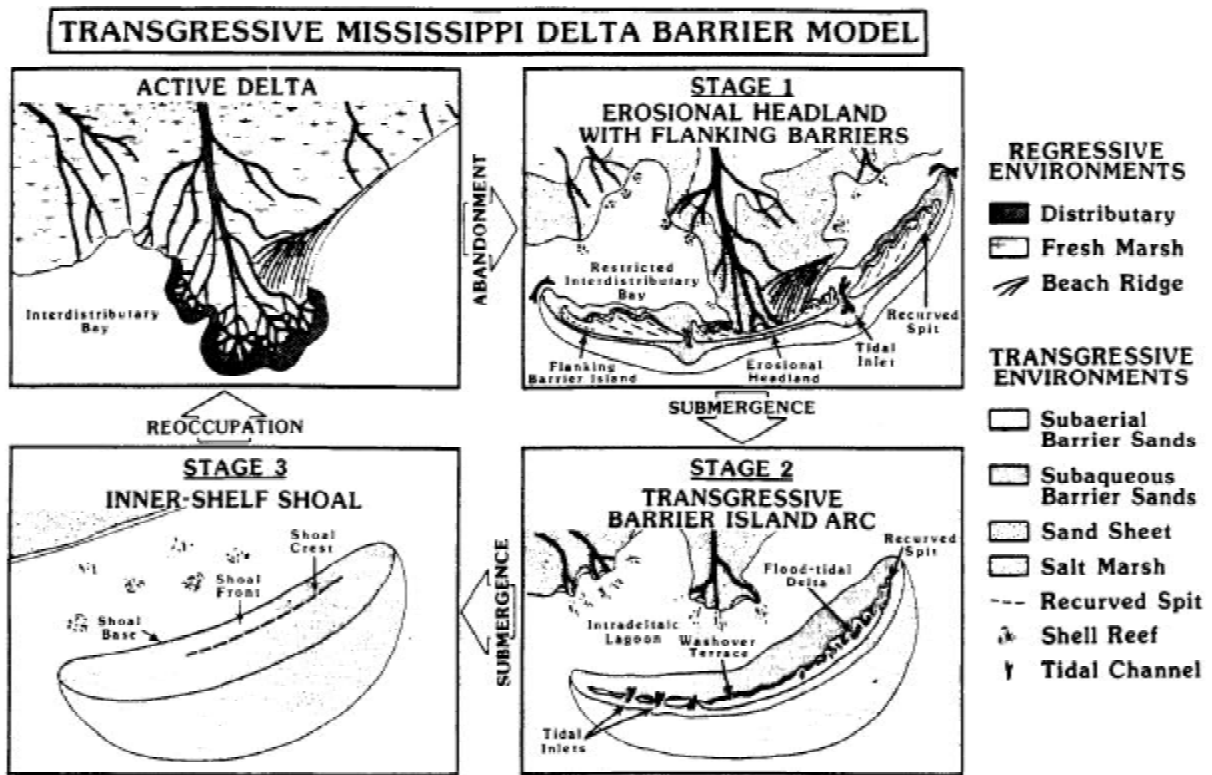 TRANSGRESSIVE MISSISSIPPI DELTA BARRIER MODEL
ACTIVE DELTA
Interdistributary
Bay
ABANDONMENT
STAGE 1
EROSIONAL HEADLAND
WITH FLANKING BARRIERS
Restricted
Interdistributary
Bay
Flanking
Barrier Island
Erosional
Headland
Tidal
Inlet
Recurved
Spit
REOCCUPATION
SUBMERGENCE
STAGE 3
INNER-SHELF SHOAL
Shoal
Crest
Shoal
Front
Shoal
Base
SUBMERGENCE
STAGE 2
TRANSGRESSIVE
BARRIER ISLAND ARC
Recurved
Spit
Flood-tidal
Delta
Intradeltaic
Lagoon
Washover
Terrace
Tidal
Inlets
REGRESSIVE
ENVIRONMENTS
Distributary
Fresh Marsh
Beach Ridge
TRANSGRESSIVE
ENVIRONMENTS
Subaerial
Barrier Sands
Subaqueous
Barrier Sands
Sand Sheet
Salt Marsh
Recurved Spit
Shell Reef
Tidal Channel